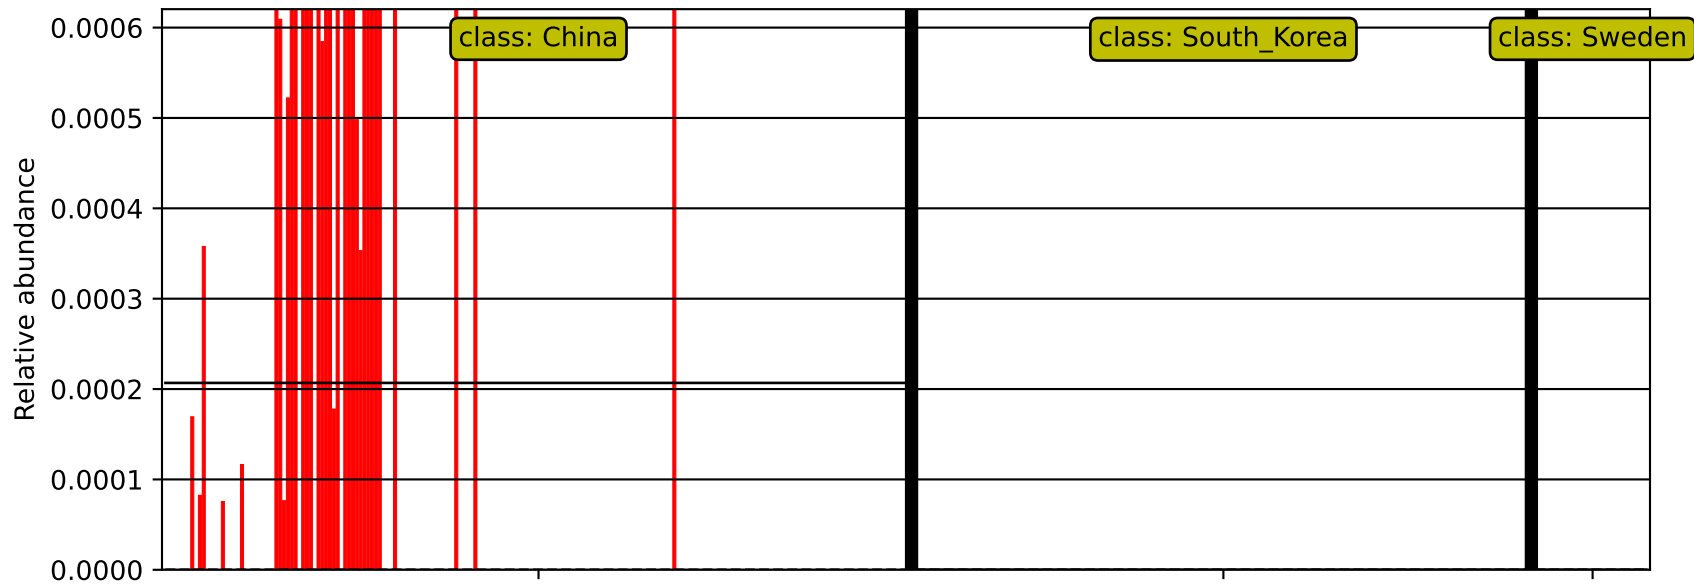 class: China
class: South_Korea
class: Sweden
Relative abundance
0.0006
0.0005
0.0004
0.0003
0.0002
0.0001
0.0000